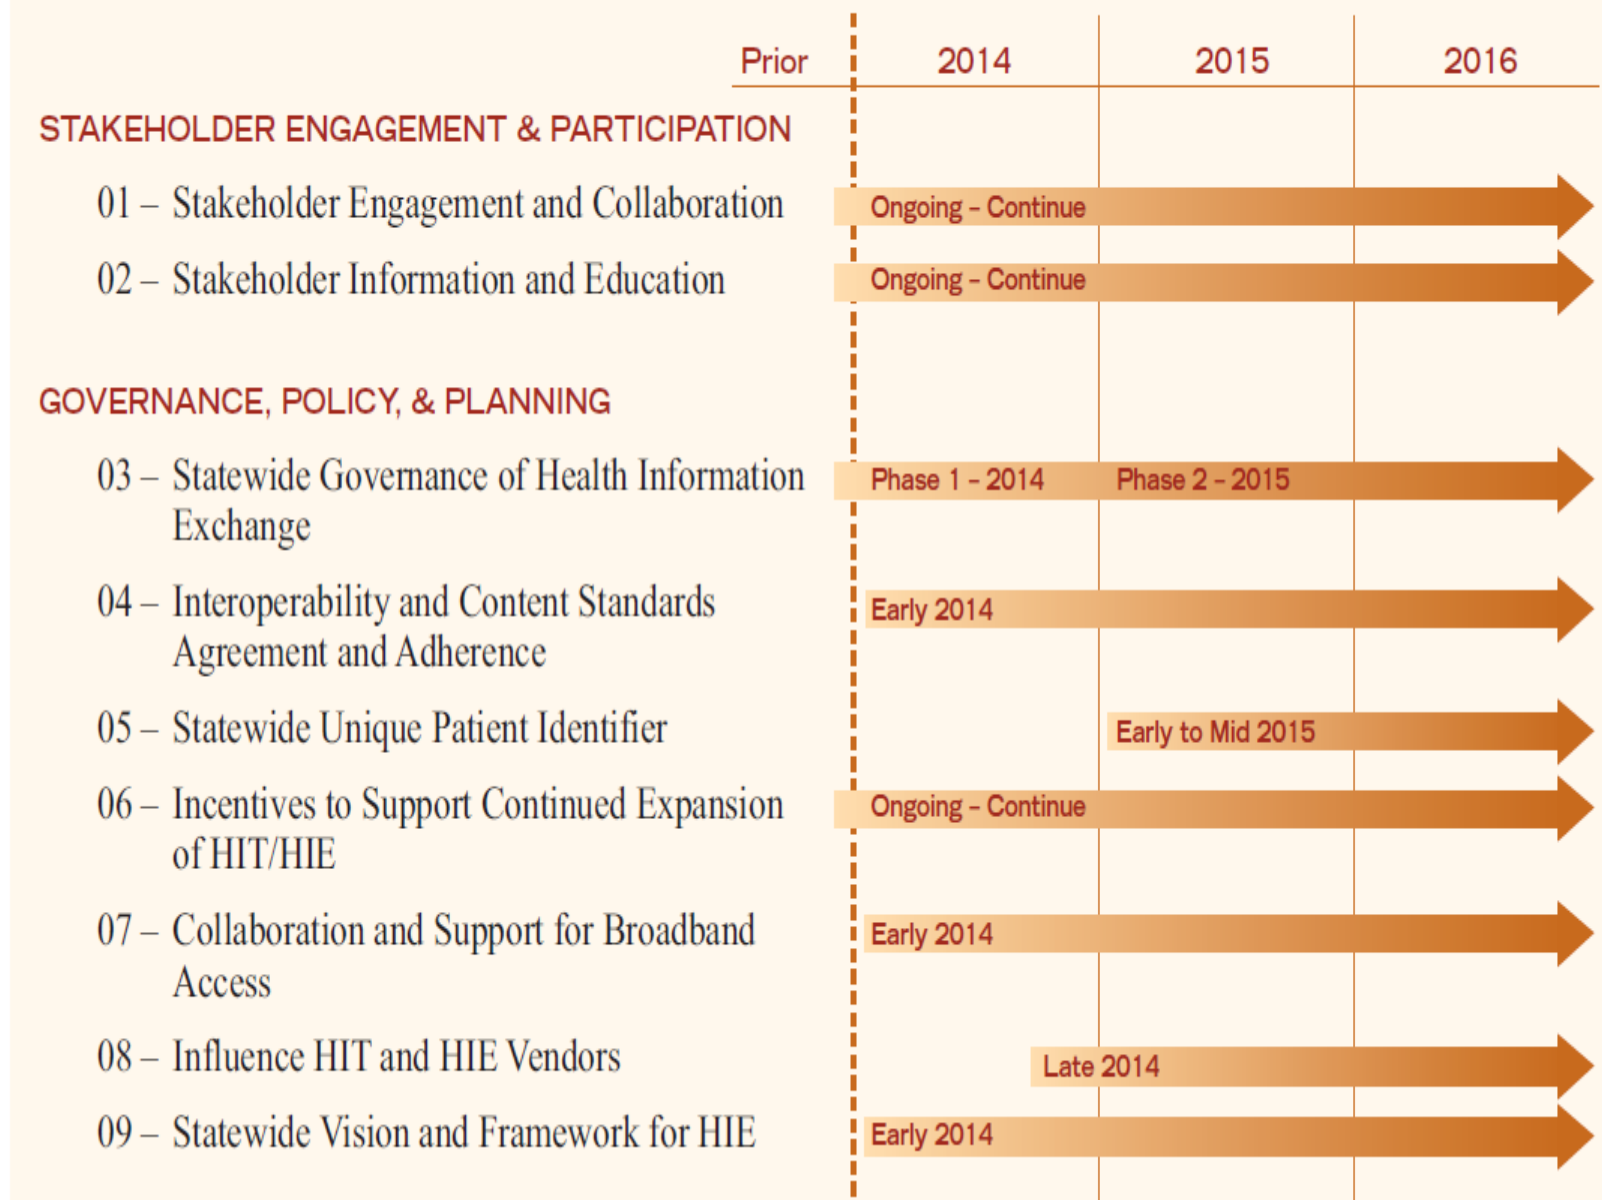 Prior 2014 2015 2016
STAKEHOLDER ENGAGEMENT & PARTICIPATION
01 – Stakeholder Engagement and Collaboration Ongoing – Continue
02 – Stakeholder Information and Education Ongoing – Continue
GOVERNANCE, POLICY, & PLANNING
03 – Statewide Governance of Health Information Phase 1 – 2014 Phase 2 – 2015
Exchange
04 – Interoperability and Content Standards Early 2014
Agreement and Adherence
05 – Statewide Unique Patient Identifier Early to Mid 2015
06 – Incentives to Support Continued Expansion Ongoing – Continue
of HIT/HIE
07 – Collaboration and Support for Broadband Early 2014
Access
08 – Influence HIT and HIE Vendors Late 2014
09 – Statewide Vision and Framework for HIE Early 2014